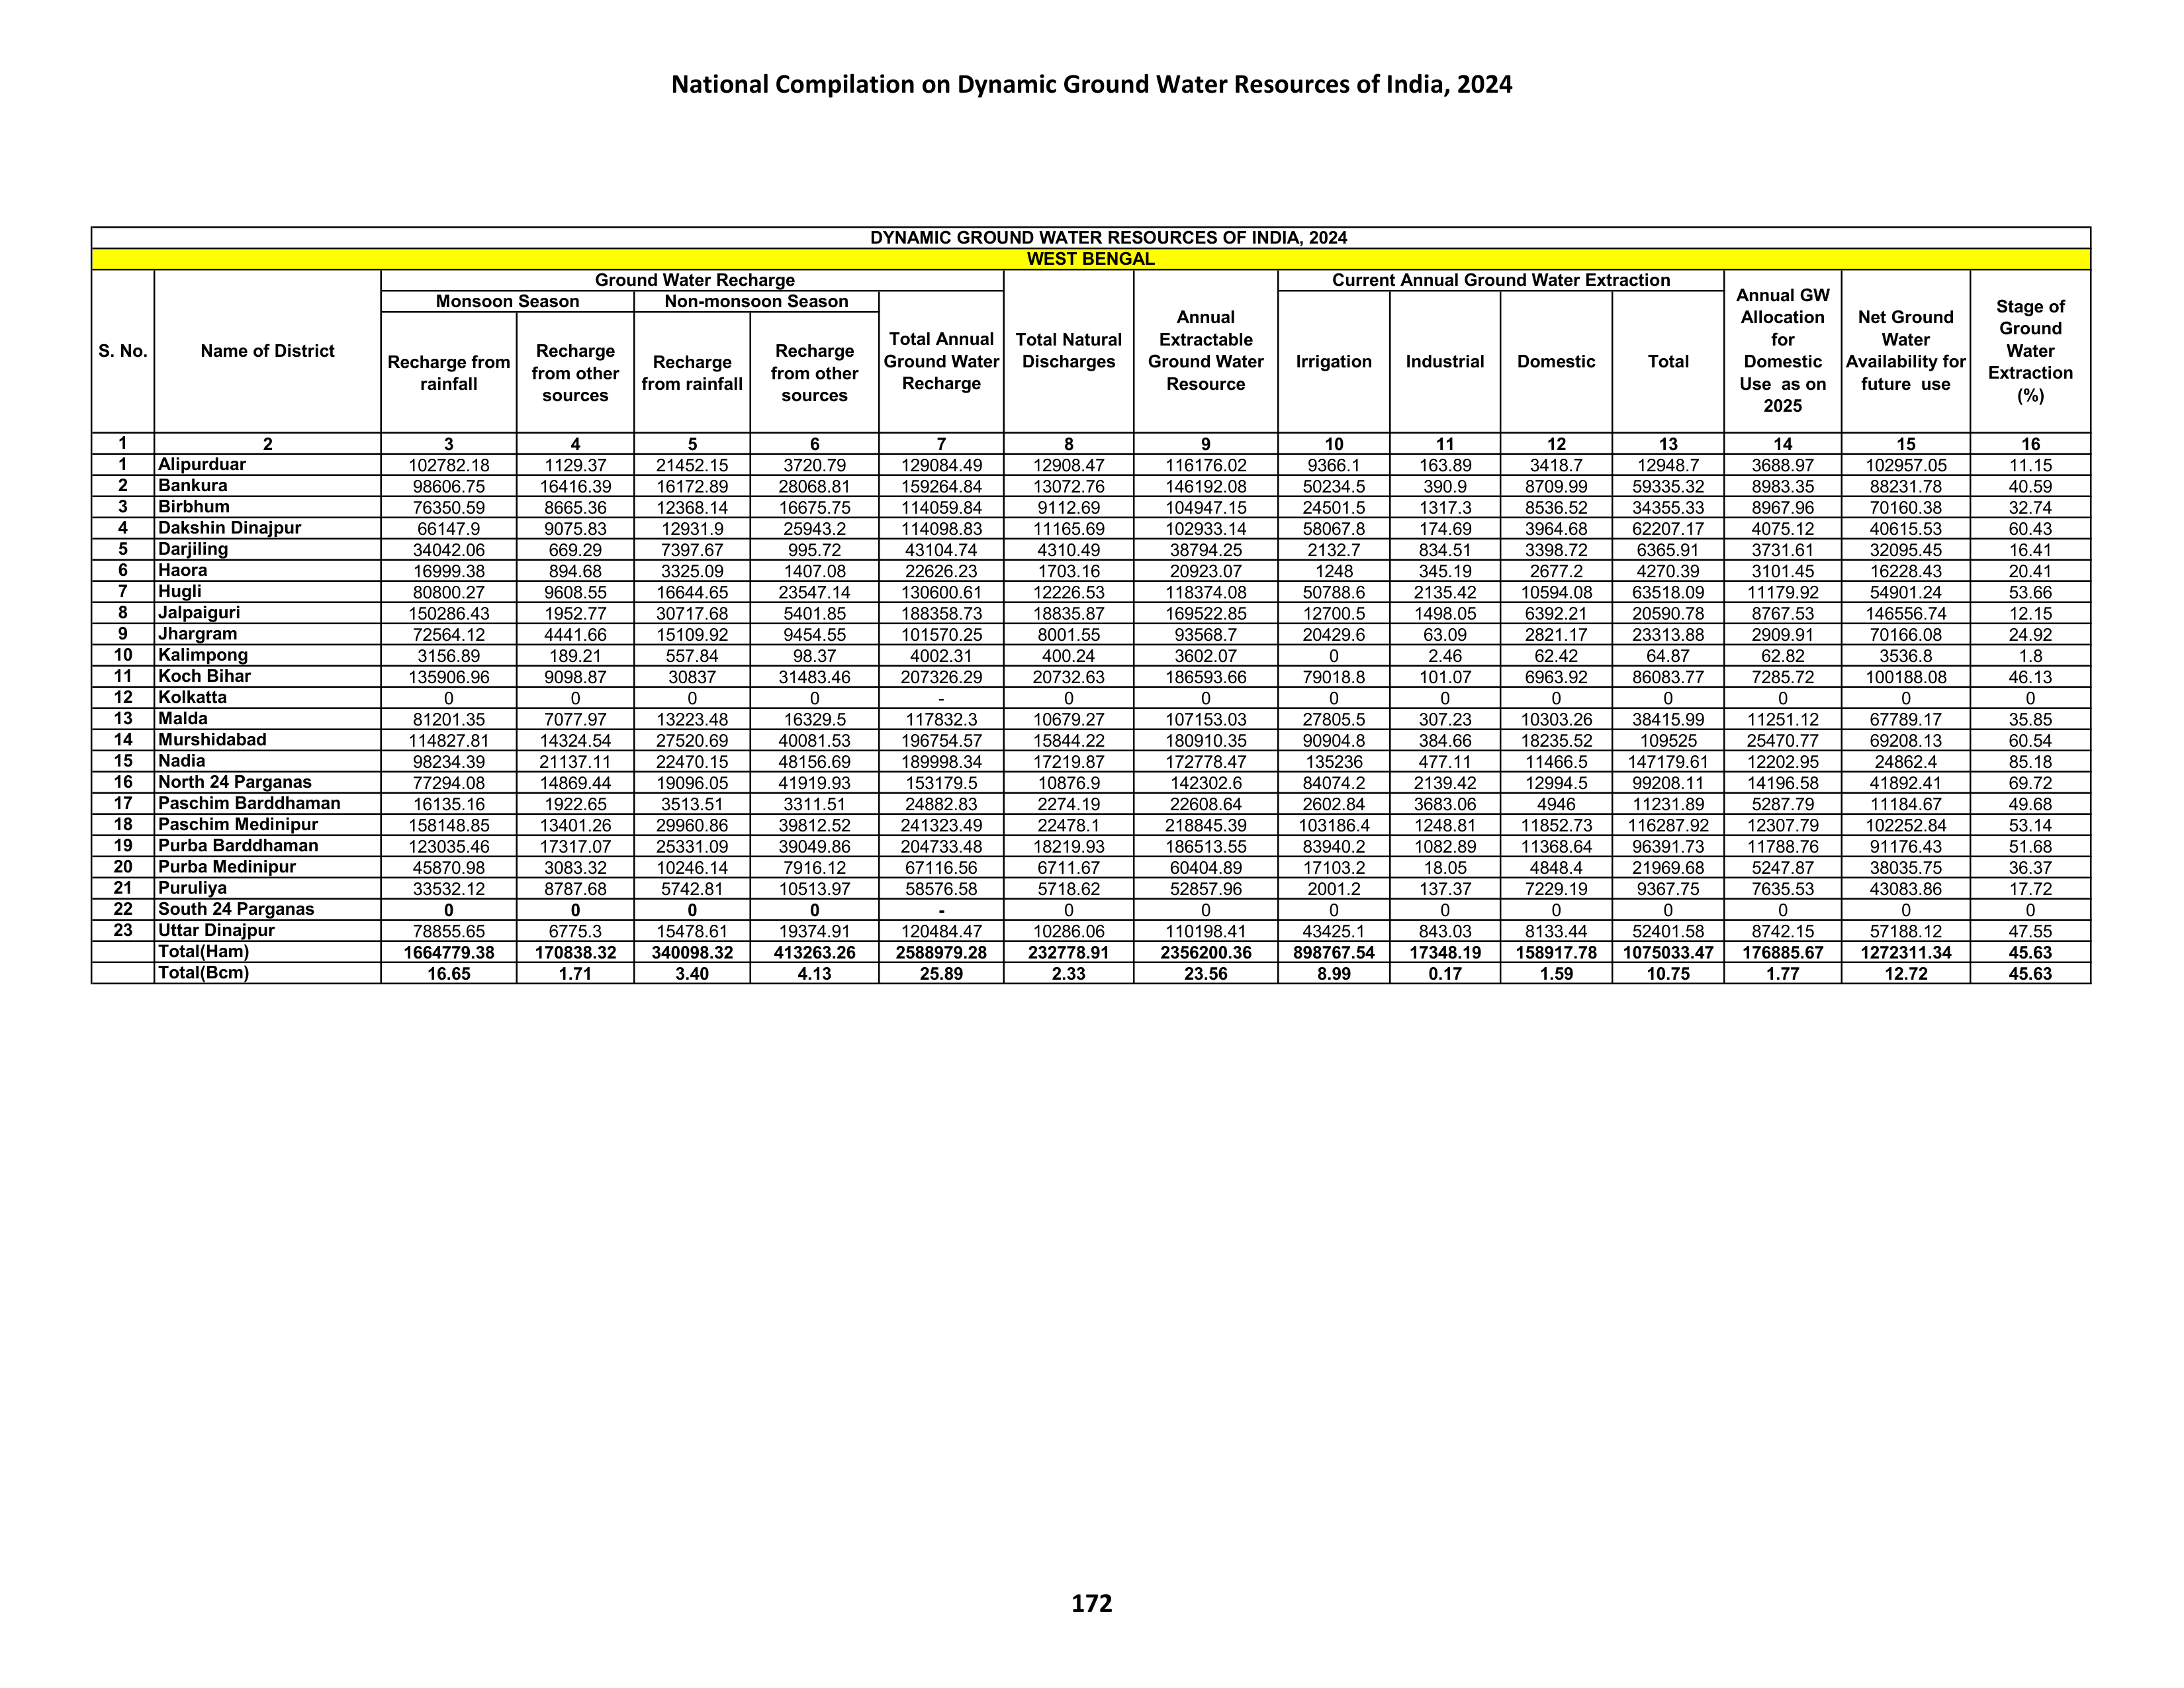 National Compilation on Dynamic Ground Water Resources of India, 2024
DYNAMIC GROUND WATER RESOURCES OF INDIA, 2024
WEST BENGAL
S. No. Name of District Ground Water Recharge Total Natural Discharges Annual Extractable Ground Water Resource Current Annual Ground Water Extraction Annual GW Allocation for Domestic Use as on 2025 Net Ground Water Availability for future use Stage of Ground Water Extraction (%)
Monsoon Season Non-monsoon Season Total Annual Ground Water Recharge Irrigation Industrial Domestic Total
Recharge from rainfall Recharge from other sources Recharge from rainfall Recharge from other sources
1 2 3 4 5 6 7 8 9 10 11 12 13 14 15 16
1 Alipurduar 102782.18 1129.37 21452.15 3720.79 129084.49 12908.47 116176.02 9366.1 163.89 3418.7 12948.7 3688.97 102957.05 11.15
2 Bankura 98606.75 16416.39 16172.89 28068.81 159264.84 13072.76 146192.08 50234.5 390.9 8709.99 59335.32 8983.35 88231.78 40.59
3 Birbhum 76350.59 8665.36 12368.14 16675.75 114059.84 9112.69 104947.15 24501.5 1317.3 8536.52 34355.33 8967.96 70160.38 32.74
4 Dakshin Dinajpur 66147.9 9075.83 12931.9 25943.2 114098.83 11165.69 102933.14 58067.8 174.69 3964.68 62207.17 4075.12 40615.53 60.43
5 Darjiling 34042.06 669.29 7397.67 995.72 43104.74 4310.49 38794.25 2132.7 834.51 3398.72 6365.91 3731.61 32095.45 16.41
6 Haora 16999.38 894.68 3325.09 1407.08 22626.23 1703.16 20923.07 1248 345.19 2677.2 4270.39 3101.45 16228.43 20.41
7 Hugli 80800.27 9608.55 16644.65 23547.14 130600.61 12226.53 118374.08 50788.6 2135.42 10594.08 63518.09 11179.92 54901.24 53.66
8 Jalpaiguri 150286.43 1952.77 30717.68 5401.85 188358.73 18835.87 169522.85 12700.5 1498.05 6392.21 20590.78 8767.53 146556.74 12.15
9 Jhargram 72564.12 4441.66 15109.92 9454.55 101570.25 8001.55 93568.7 20429.6 63.09 2821.17 23313.88 2909.91 70166.08 24.92
10 Kalimpong 3156.89 189.21 557.84 98.37 4002.31 400.24 3602.07 0 2.46 62.42 64.87 62.82 3536.8 1.8
11 Koch Bihar 135906.96 9098.87 30837 31483.46 207326.29 20732.63 186593.66 79018.8 101.07 6963.92 86083.77 7285.72 100188.08 46.13
12 Kolkatta 0 0 0 0 - 0 0 0 0 0 0 0 0 0
13 Malda 81201.35 7077.97 13223.48 16329.5 117832.3 10679.27 107153.03 27805.5 307.23 10303.26 38415.99 11251.12 67789.17 35.85
14 Murshidabad 114827.81 14324.54 27520.69 40081.53 196754.57 15844.22 180910.35 90904.8 384.66 18235.52 109525 25470.77 69208.13 60.54
15 Nadia 98234.39 21137.11 22470.15 48156.69 189998.34 17219.87 172778.47 135236 477.11 11466.5 147179.61 12202.95 24862.4 85.18
16 North 24 Parganas 77294.08 14869.44 19096.05 41919.93 153179.5 10876.9 142302.6 84074.2 2139.42 12994.5 99208.11 14196.58 41892.41 69.72
17 Paschim Barddhaman 16135.16 1922.65 3513.51 3311.51 24882.83 2274.19 22608.64 2602.84 3683.06 4946 11231.89 5287.79 11184.67 49.68
18 Paschim Medinipur 158148.85 13401.26 29960.86 39812.52 241323.49 22478.1 218845.39 103186.4 1248.81 11852.73 116287.92 12307.79 102252.84 53.14
19 Purba Barddhaman 123035.46 17317.07 25331.09 39049.86 204733.48 18219.93 186513.55 83940.2 1082.89 11368.64 96391.73 11788.76 91176.43 51.68
20 Purba Medinipur 45870.98 3083.32 10246.14 7916.12 67116.56 6711.67 60404.89 17103.2 18.05 4848.4 21969.68 5247.87 38035.75 36.37
21 Puruliya 33532.12 8787.68 5742.81 10513.97 58576.58 5718.62 52857.96 2001.2 137.37 7229.19 9367.75 7635.53 43083.86 17.72
22 South 24 Parganas 0 0 0 0 - 0 0 0 0 0 0 0 0 0
23 Uttar Dinajpur 78855.65 6775.3 15478.61 19374.91 120484.47 10286.06 110198.41 43425.1 843.03 8133.44 52401.58 8742.15 57188.12 47.55
Total(Ham) 1664779.38 170838.32 340098.32 413263.26 2588979.28 232778.91 2356200.36 898767.54 17348.19 158917.78 1075033.47 176885.67 1272311.34 45.63
Total(Bcm) 16.65 1.71 3.40 4.13 25.89 2.33 23.56 8.99 0.17 1.59 10.75 1.77 12.72 45.63
172